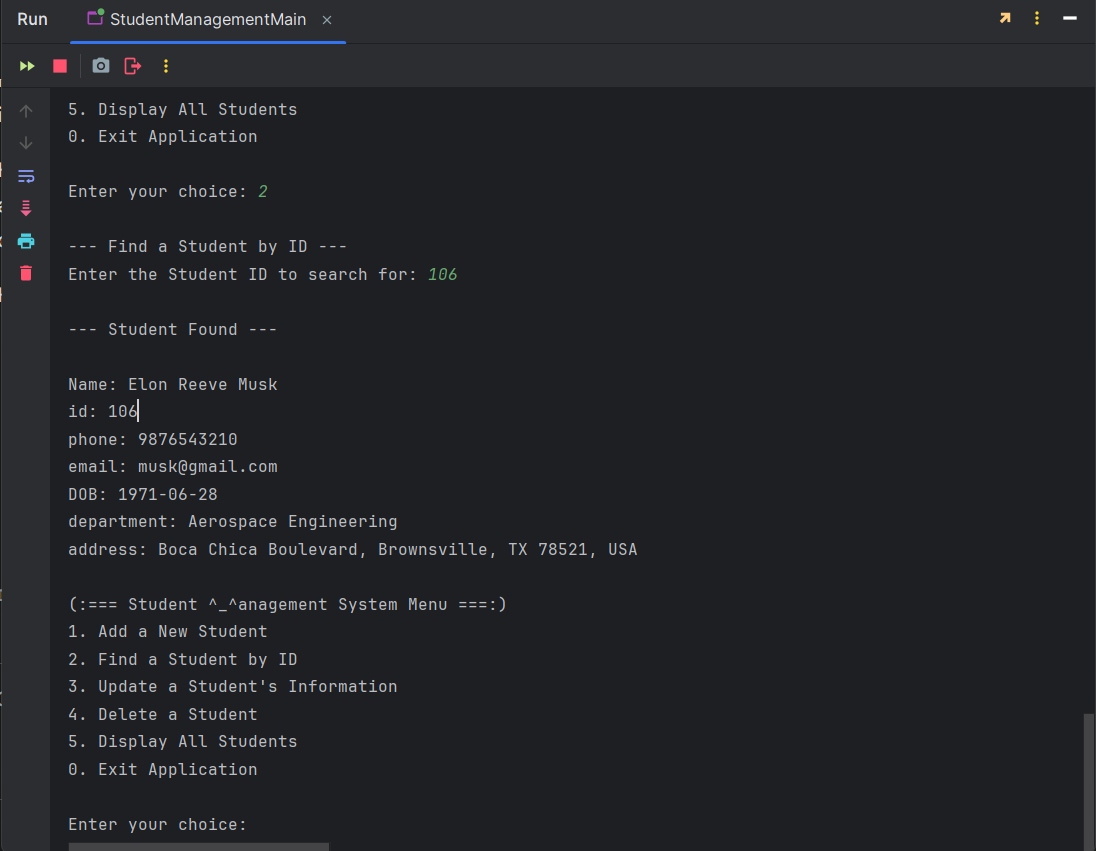 Run StudentManagementMain
5. Display All Students
0. Exit Application
Enter your choice: 2
--- Find a Student by ID ---
Enter the Student ID to search for: 106
--- Student Found ---
Name: Elon Reeve Musk
id: 106
phone: 9876543210
email: musk@gmail.com
DOB: 1971-06-28
department: Aerospace Engineering
address: Boca Chica Boulevard, Brownsville, TX 78521, USA
(:=== Student ^_^anagement System Menu ===:)
1. Add a New Student
2. Find a Student by ID
3. Update a Student's Information
4. Delete a Student
5. Display All Students
0. Exit Application
Enter your choice: